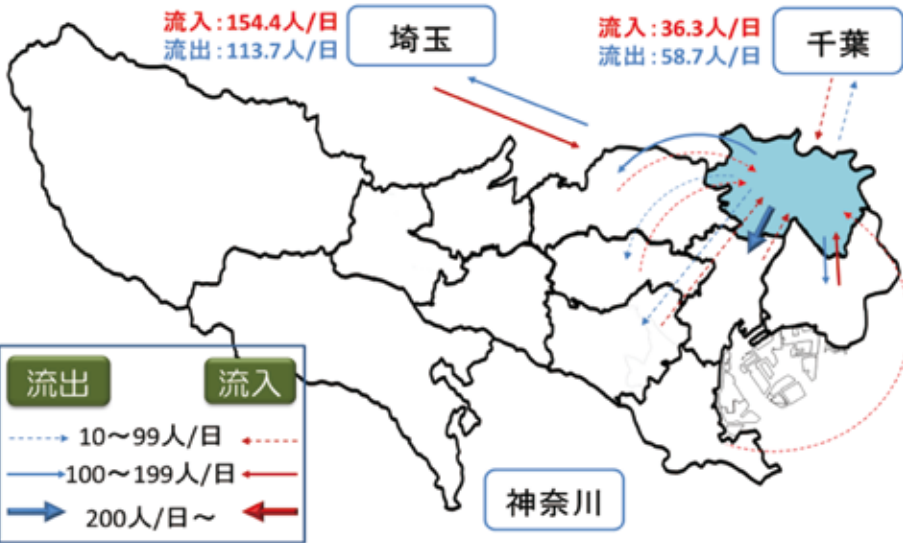 流入:154.4人/日
流出:113.7人/日
埼玉
流入:36.3人/日
流出:58.7人/日
千葉
流出
流入
10～99人/日
100～199人/日
200人/日～
神奈川